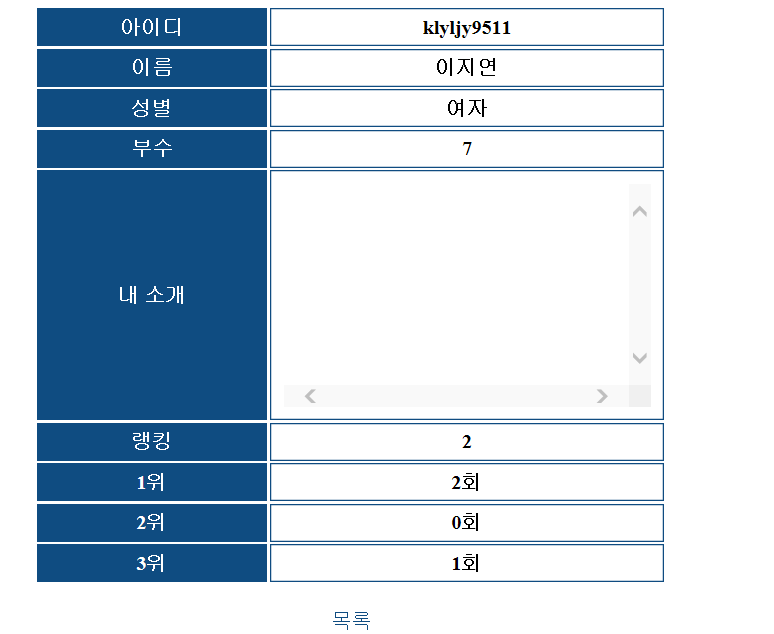 아이디 klyljy9511
이름 이지연
성별 여자
부수 7
내 소개
랭킹 2
1위 2회
2위 0회
3위 1회
목록